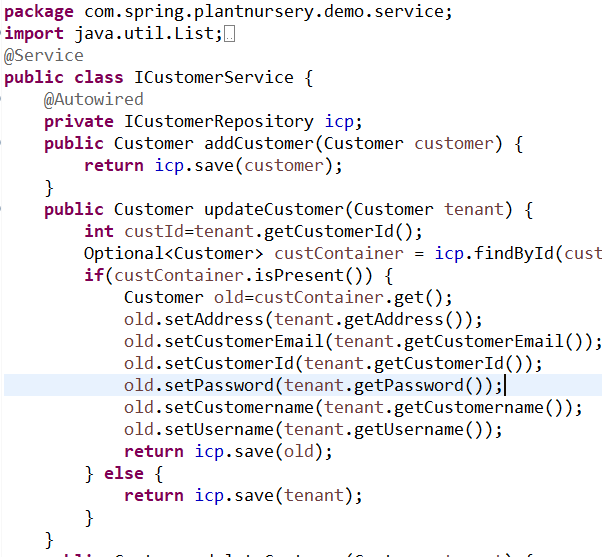 package com.spring.plantnursery.demo.service;
import java.util.List;
@Service
public class ICustomerService {
@Autowired
private ICustomerRepository icp;
public Customer addCustomer(Customer customer) {
return icp.save(customer);
}
public Customer updateCustomer(Customer tenant) {
int custId=tenant.getCustomerId();
Optional<Customer> custContainer = icp.findById(cust
if(custContainer.isPresent()) {
Customer old=custContainer.get();
old.setAddress(tenant.getAddress());
old.setCustomerEmail(tenant.getCustomerEmail());
old.setCustomerId(tenant.getCustomerId());
old.setPassword(tenant.getPassword());
old.setCustomername(tenant.getCustomername());
old.setUsername(tenant.getUsername());
return icp.save(old);
} else {
return icp.save(tenant);
}
}